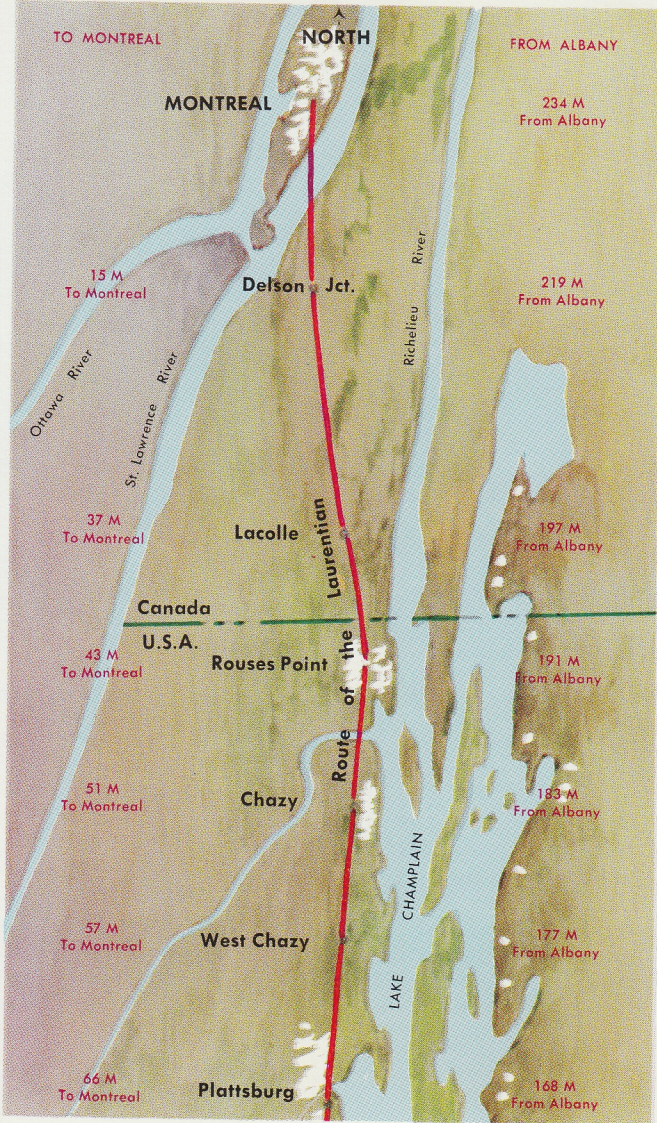 NORTH
TO MONTREAL
FROM ALBANY
MONTREAL
234 M
From Albany
15 M
To Montreal
Delson Jct.
219 M
From Albany
Richelieu River
Ottawa River
St. Lawrence River
37 M
To Montreal
Lacolle
197 M
From Albany
Route of the Laurentian
Canada
U.S.A.
43 M
To Montreal
Rouses Point
191 M
From Albany
51 M
To Montreal
Chazy
183 M
From Albany
LAKE CHAMPLAIN
57 M
To Montreal
West Chazy
177 M
From Albany
66 M
To Montreal
Plattsburg
168 M
From Albany